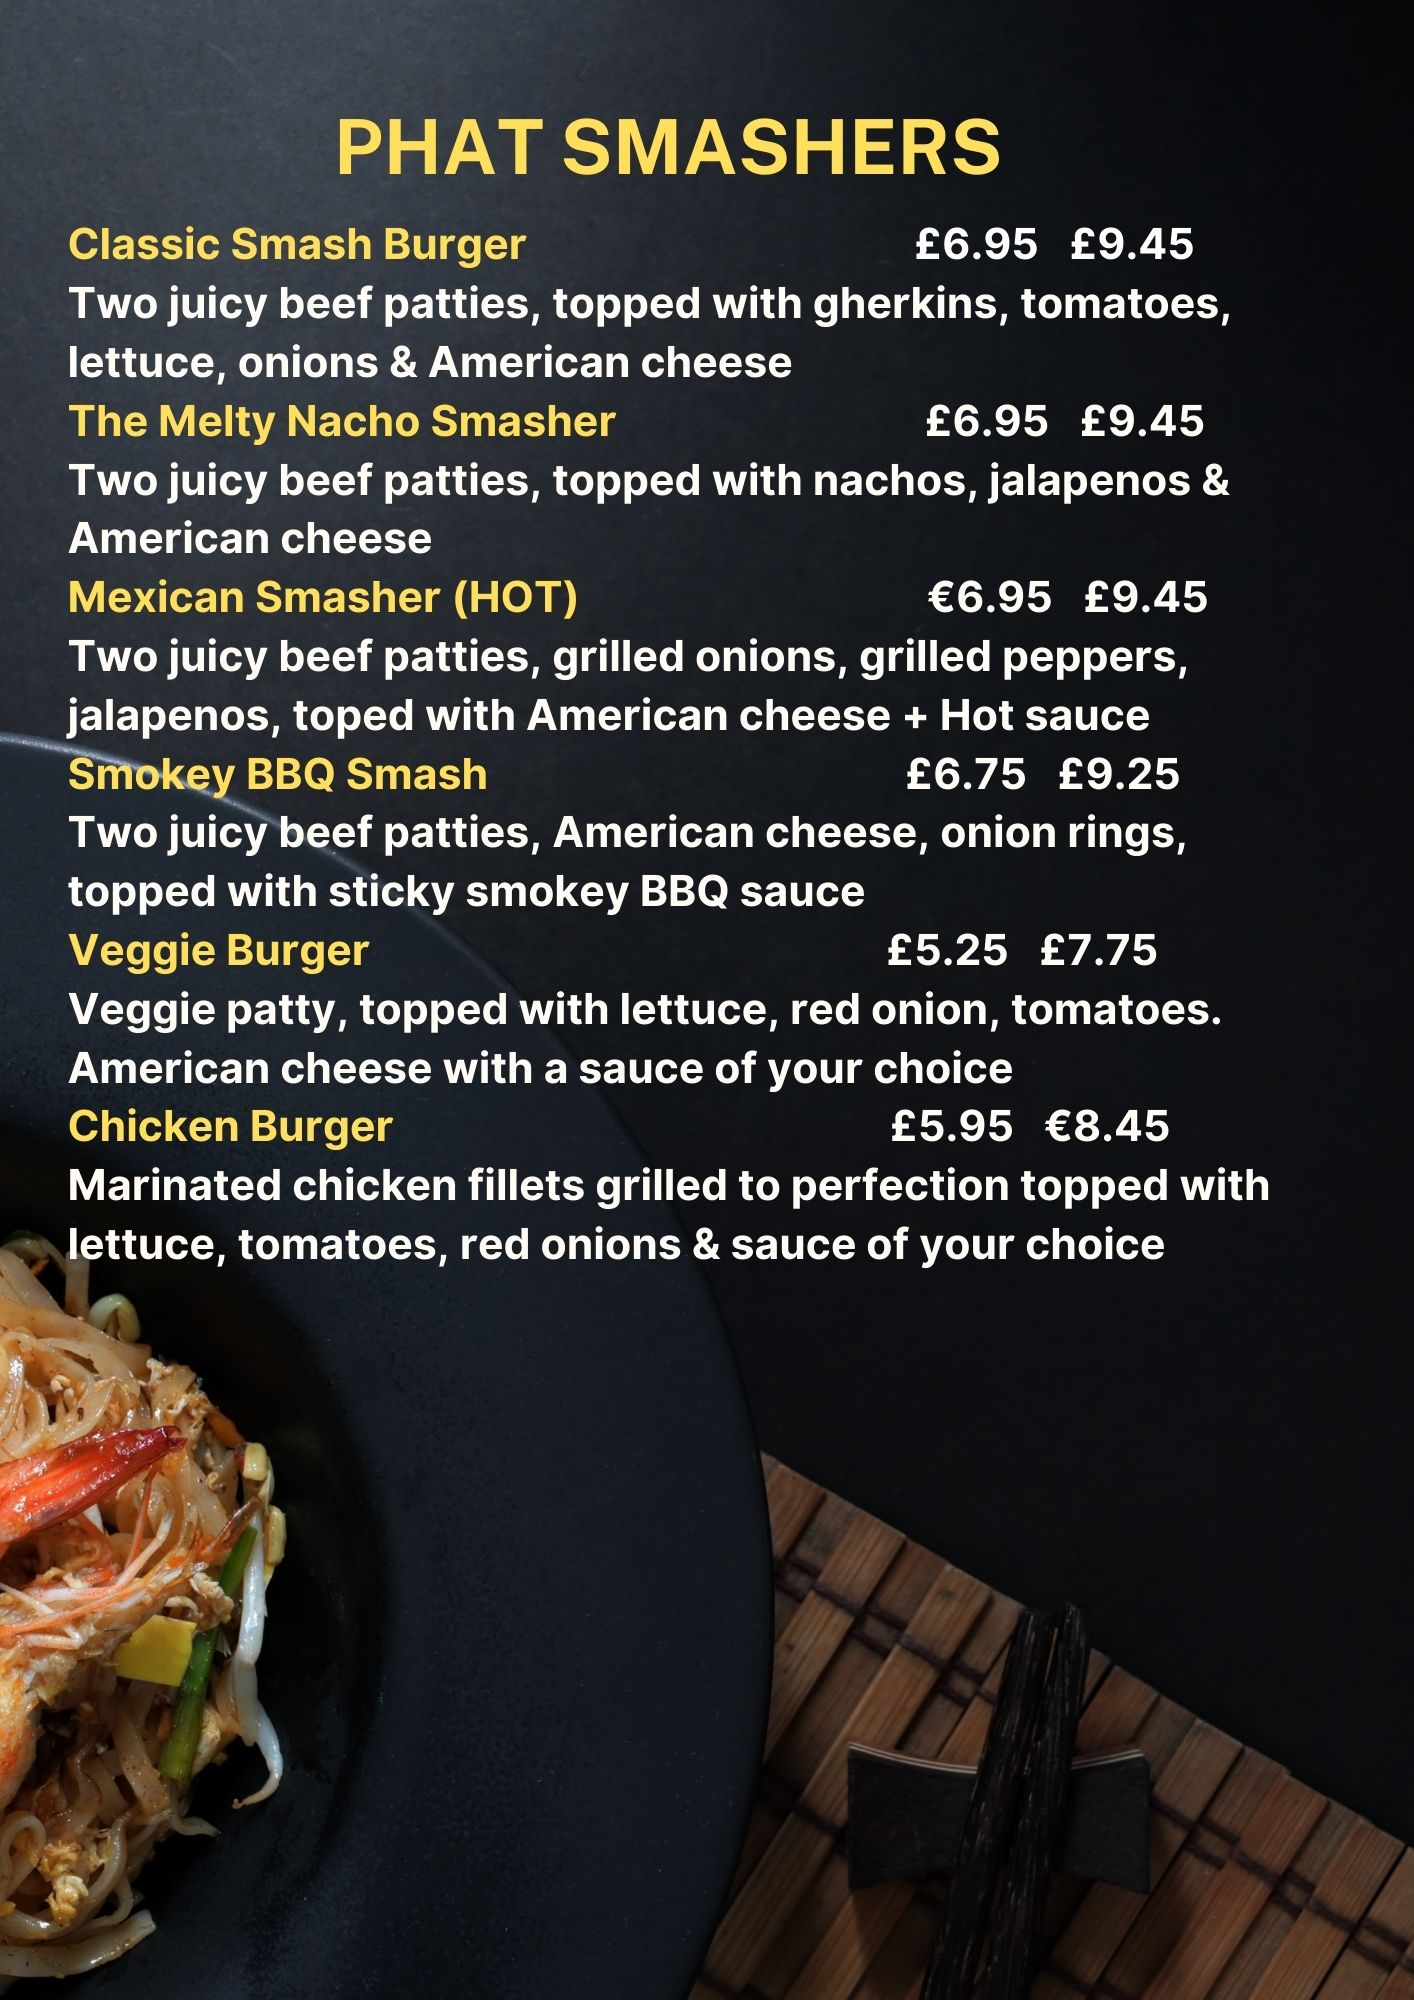 PHAT SMASHERS
Classic Smash Burger £6.95 £9.45
Two juicy beef patties, topped with gherkins, tomatoes,
lettuce, onions & American cheese
The Melty Nacho Smasher £6.95 £9.45
Two juicy beef patties, topped with nachos, jalapenos &
American cheese
Mexican Smasher (HOT) €6.95 £9.45
Two juicy beef patties, grilled onions, grilled peppers,
jalapenos, toped with American cheese + Hot sauce
Smokey BBQ Smash £6.75 £9.25
Two juicy beef patties, American cheese, onion rings,
topped with sticky smokey BBQ sauce
Veggie Burger £5.25 £7.75
Veggie patty, topped with lettuce, red onion, tomatoes.
American cheese with a sauce of your choice
Chicken Burger £5.95 €8.45
Marinated chicken fillets grilled to perfection topped with
lettuce, tomatoes, red onions & sauce of your choice